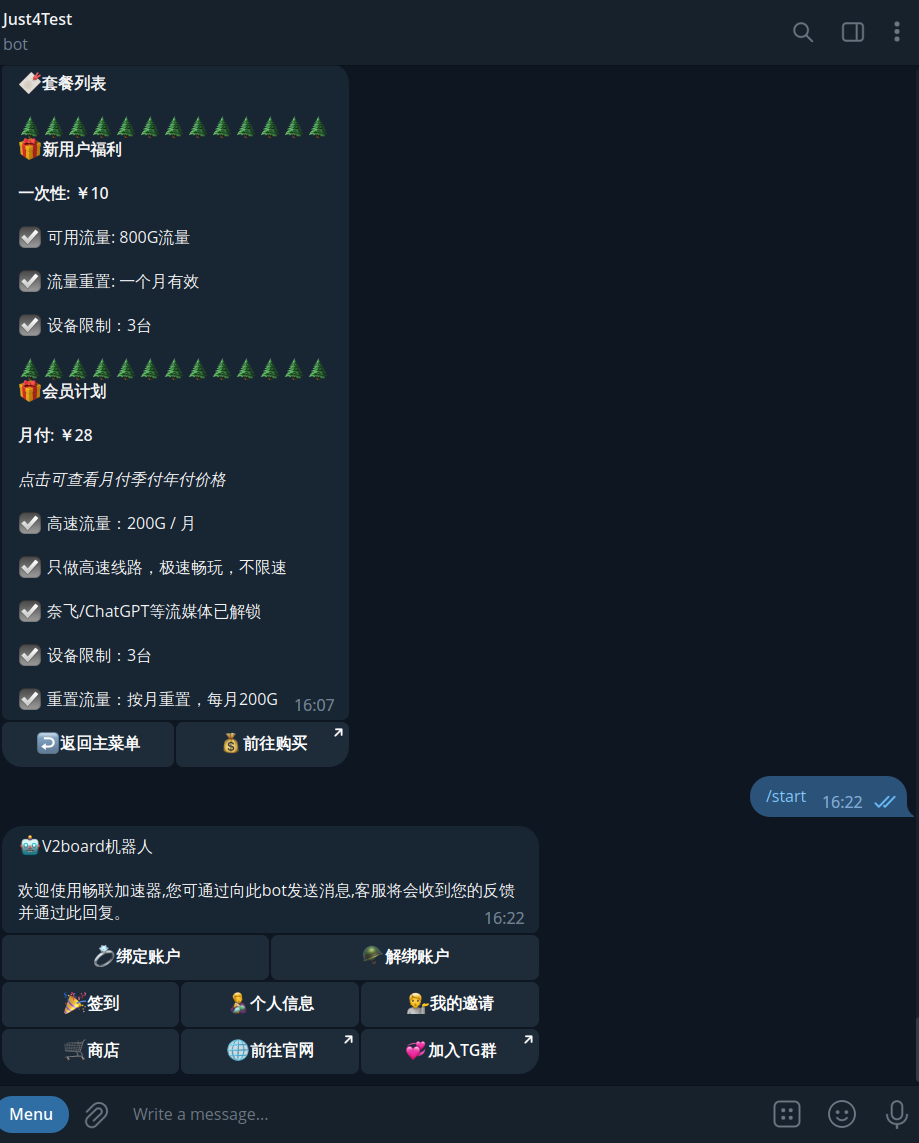 Just4Test
bot
套餐列表
新用户福利
一次性: ￥10
可用流量: 800G流量
流量重置: 一个月有效
设备限制：3台
会员计划
月付: ￥28
点击可查看月付季付年付价格
高速流量：200G / 月
只做高速线路，极速畅玩，不限速
奈飞/ChatGPT等流媒体已解锁
设备限制：3台
重置流量：按月重置，每月200G 16:07
返回主菜单 前往购买
/start 16:22
V2board机器人
欢迎使用畅联加速器,您可通过向此bot发送消息,客服将会收到您的反馈
并通过此回复。 16:22
绑定账户 解绑账户
签到 个人信息 我的邀请
商店 前往官网 加入TG群
Menu Write a message...